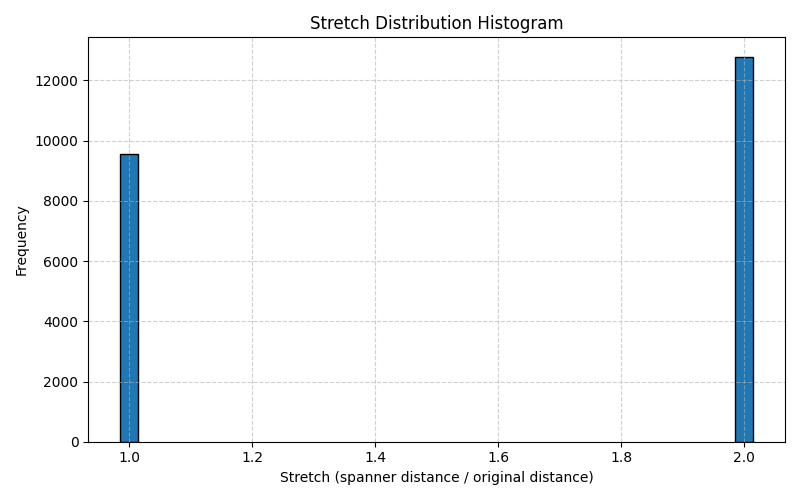 Stretch Distribution Histogram
Frequency
12000
10000
8000
6000
4000
2000
0
1.0 1.2 1.4 1.6 1.8 2.0
Stretch (spanner distance / original distance)